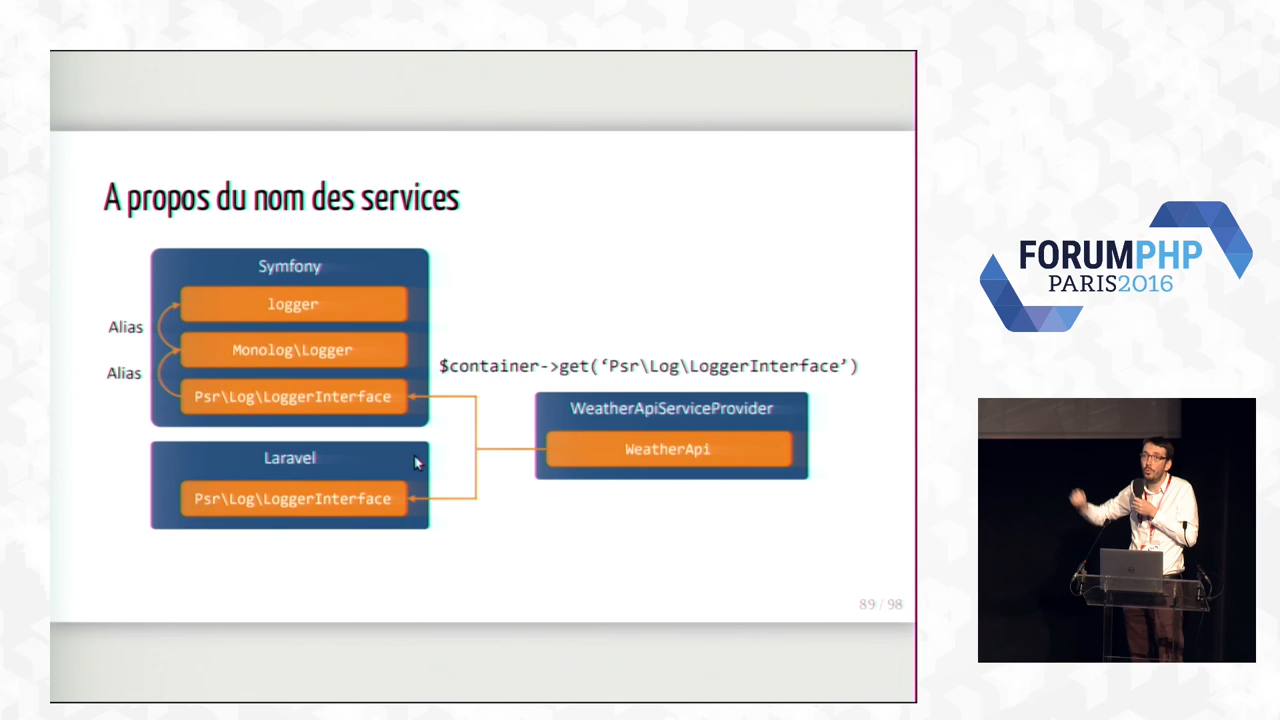 A propos du nom des services
Symfony
logger
Alias
Monolog\Logger
Alias
Psr\Log\LoggerInterface
$container->get(‘Psr\Log\LoggerInterface’)
WeatherApiServiceProvider
WeatherApi
Laravel
Psr\Log\LoggerInterface
89 / 98
FORUMPHP
PARIS2016